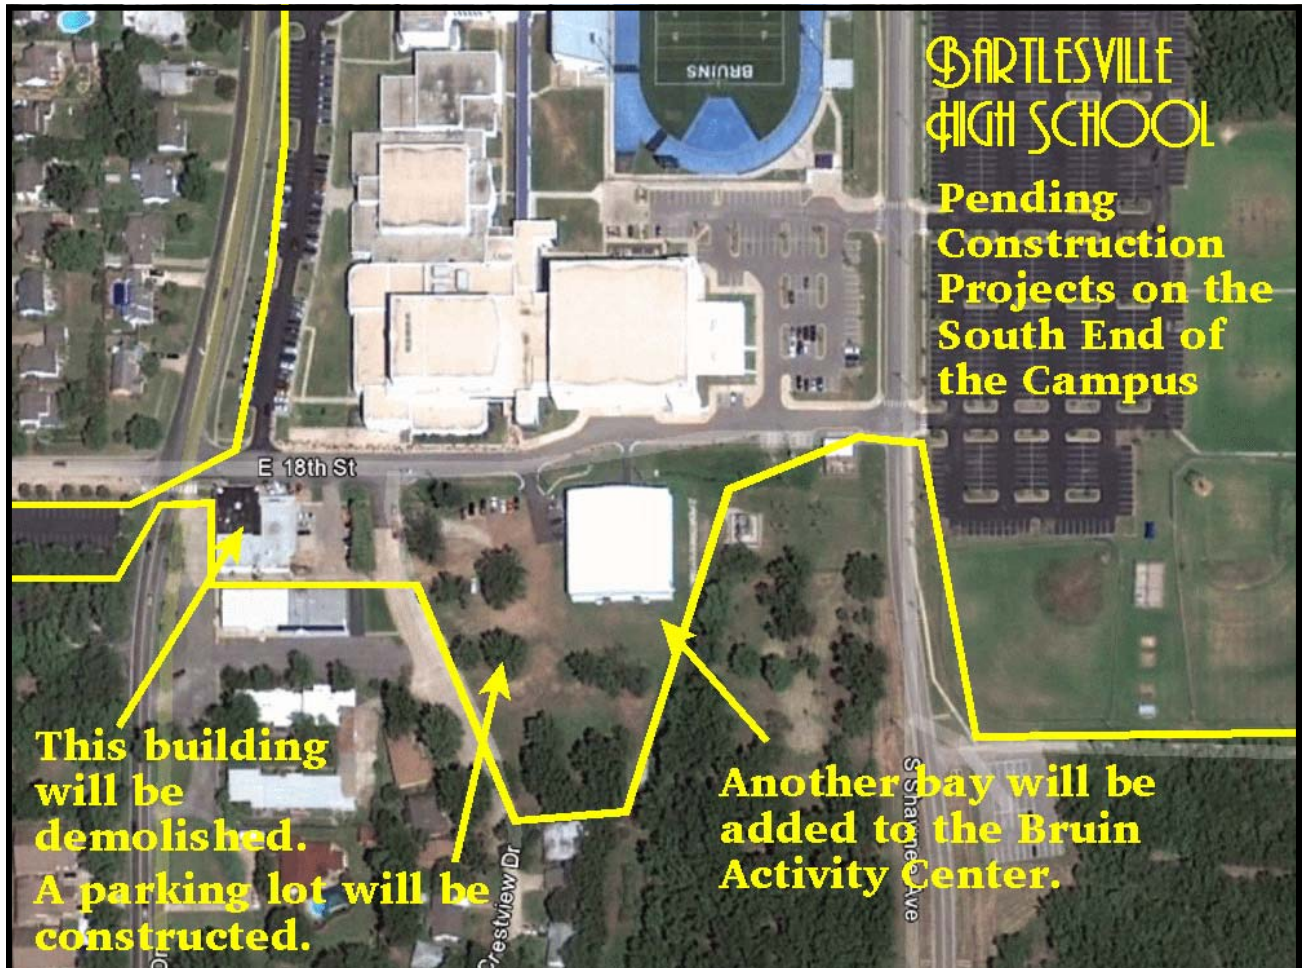 BRUINS
BARTLESVILLE
HIGH SCHOOL
Pending
Construction
Projects on the
South End of
the Campus
E 18th St
This building
will be
demolished.
A parking lot will be
constructed.
Another bay will be
added to the Bruin
Activity Center.
S Shawnee Ave
Crestview Dr
Dr